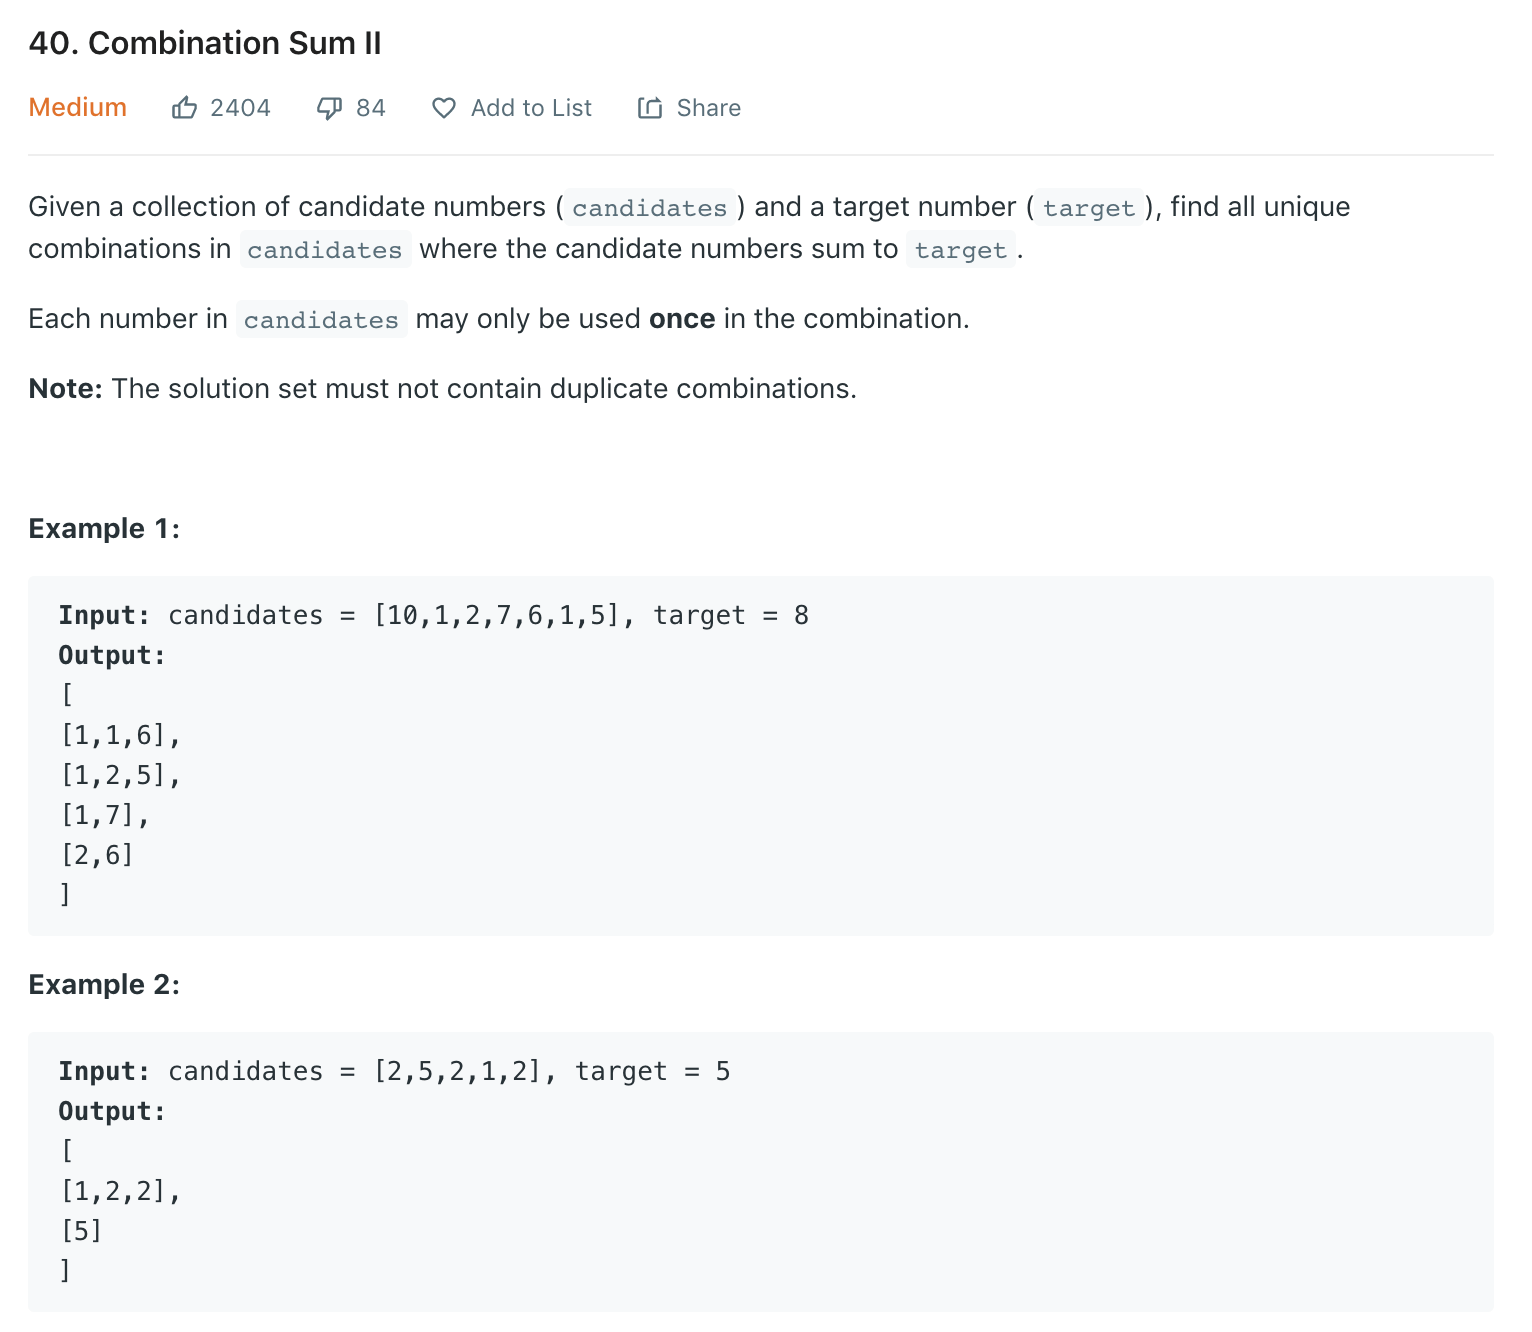 40. Combination Sum II
Medium 2404 84 Add to List Share
Given a collection of candidate numbers ( candidates ) and a target number ( target ), find all unique
combinations in candidates where the candidate numbers sum to target .
Each number in candidates may only be used once in the combination.
Note: The solution set must not contain duplicate combinations.
Example 1:
Input: candidates = [10,1,2,7,6,1,5], target = 8
Output:
[
[1,1,6],
[1,2,5],
[1,7],
[2,6]
]
Example 2:
Input: candidates = [2,5,2,1,2], target = 5
Output:
[
[1,2,2],
[5]
]